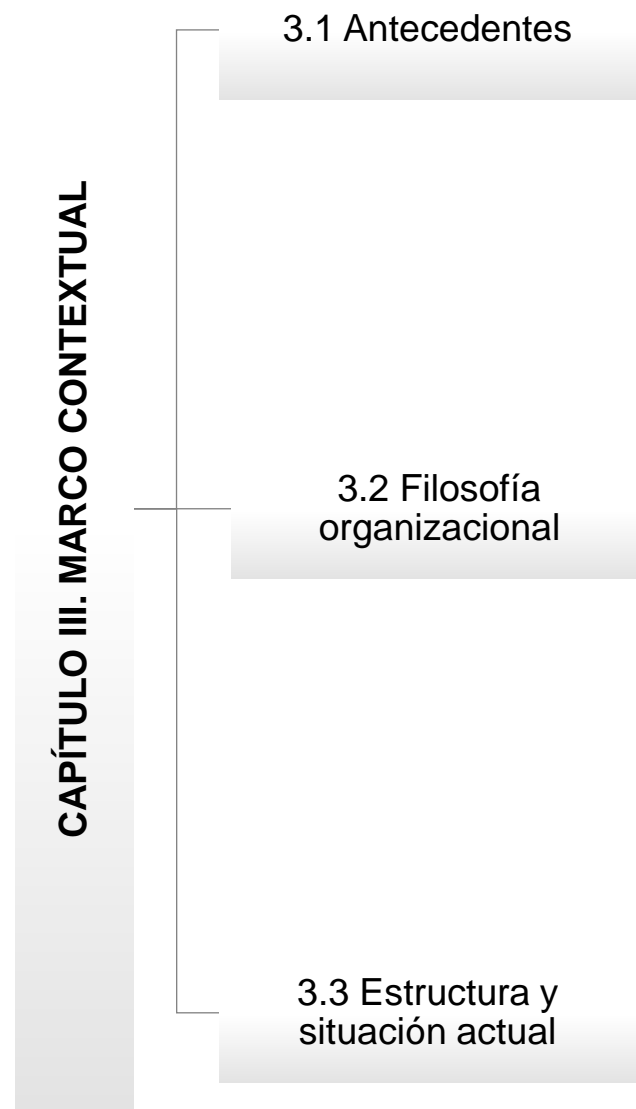 CAPÍTULO III. MARCO CONTEXTUAL
3.1 Antecedentes
3.2 Filosofía
organizacional
3.3 Estructura y
situación actual